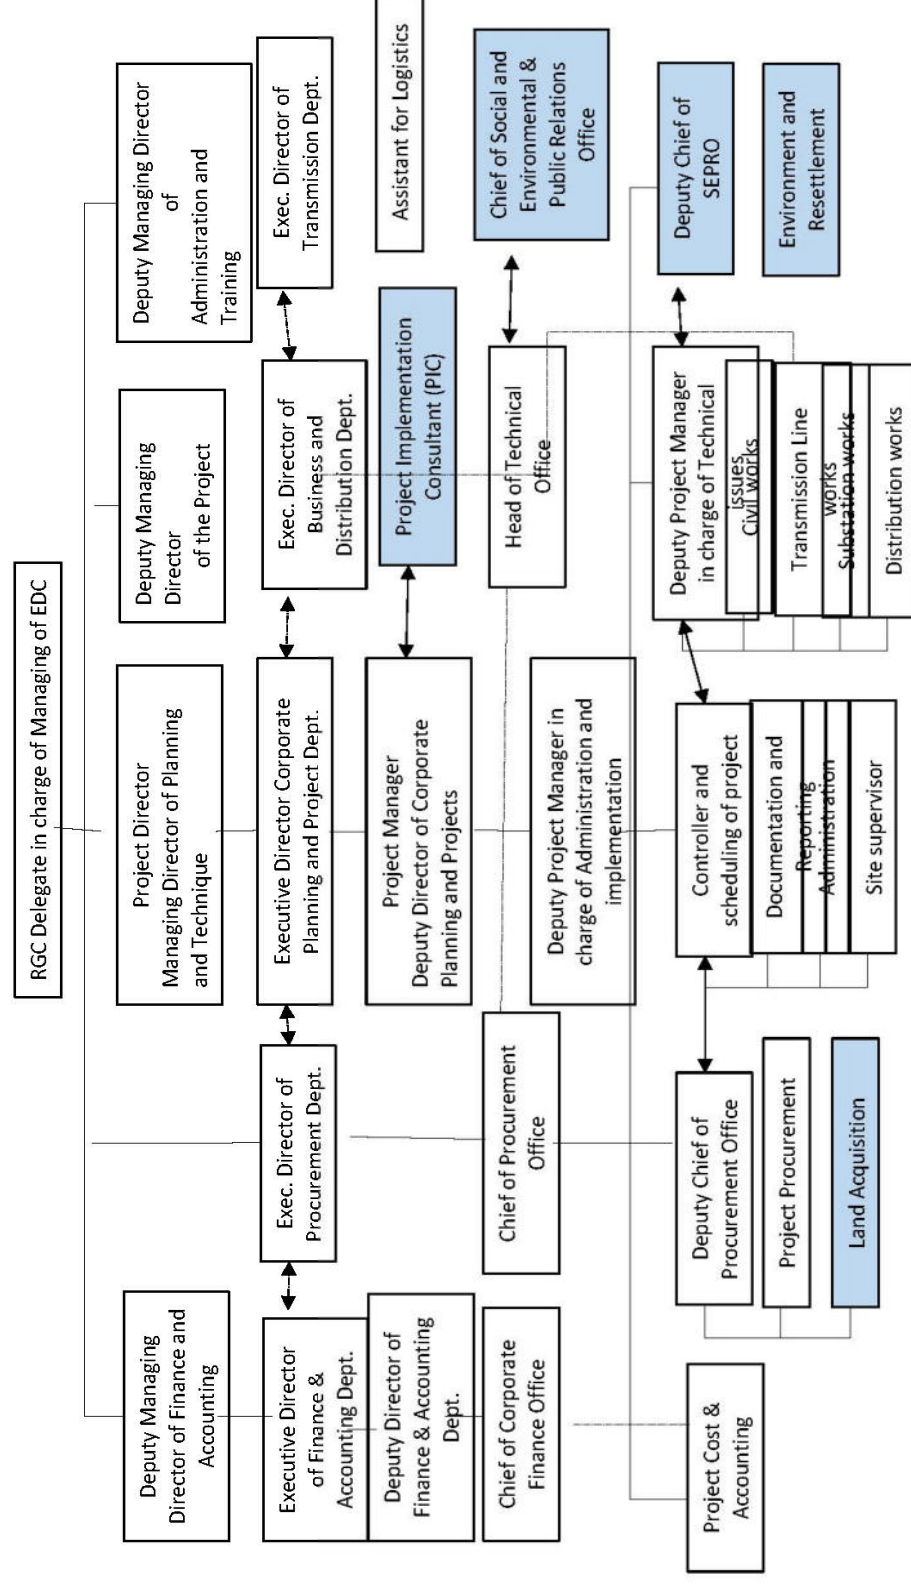 RGC Delegate in charge of Managing of EDC
Deputy Managing
Director of Finance and
Accounting
Project Director
Managing Director of Planning
and Technique
Deputy Managing
Director
of the Project
Deputy Managing Director
of
Administration and
Training
Executive Director
of Finance &
Accounting Dept.
Exec. Director of
Procurement Dept.
Executive Director Corporate
Planning and Project Dept.
Exec. Director of
Business and
Distribution Dept.
Exec. Director of
Transmission Dept.
Deputy Director of
Finance & Accounting
Dept.
Project Manager
Deputy Director of Corporate
Planning and Projects
Project Implementation
Consultant (PIC)
Assistant for Logistics
Chief of Corporate
Finance Office
Chief of Procurement
Office
Head of Technical
Office
Chief of Social and
Environmental &
Public Relations
Office
Deputy Project Manager in
charge of Administration and
implementation
Project Cost &
Accounting
Deputy Chief of
Procurement Office
Project Procurement
Land Acquisition
Controller and
scheduling of project
Documentation and
Reporting
Administration
Site supervisor
Deputy Project Manager
in charge of Technical
issues
Civil works
Transmission Line
works
Substation works
Distribution works
Deputy Chief of
SEPRO
Environment and
Resettlement